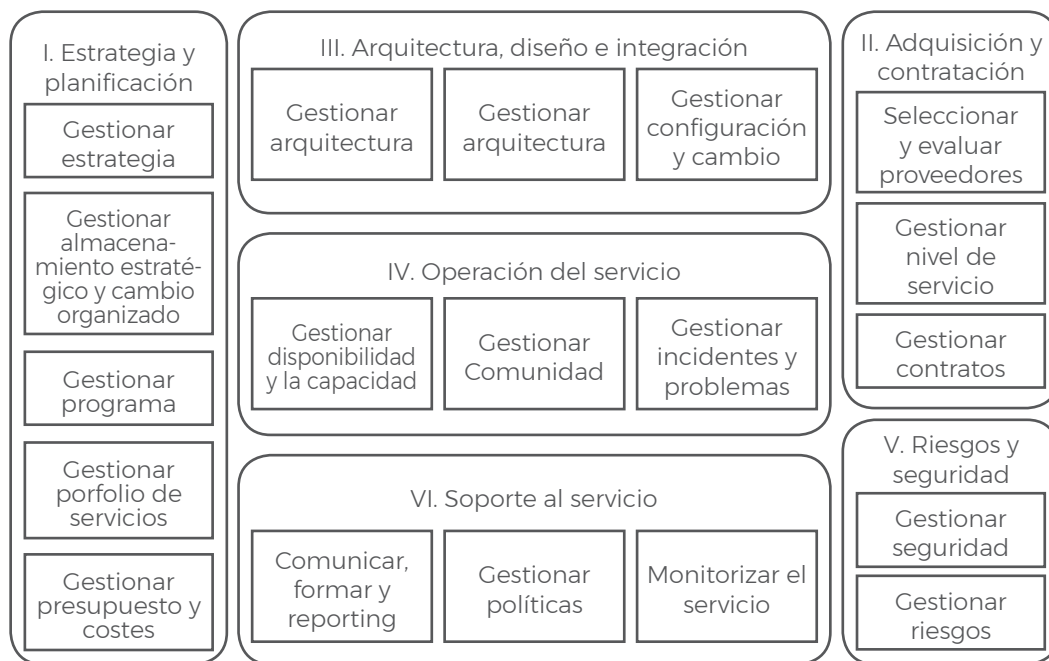 I. Estrategia y
planificación
Gestionar
estrategia
Gestionar
almacena-
miento estraté-
gico y cambio
organizado
Gestionar
programa
Gestionar
porfolio de
servicios
Gestionar
presupuesto y
costes
III. Arquitectura, diseño e integración
Gestionar
arquitectura
Gestionar
arquitectura
Gestionar
configuración
y cambio
IV. Operación del servicio
Gestionar
disponibilidad
y la capacidad
Gestionar
Comunidad
Gestionar
incidentes y
problemas
VI. Soporte al servicio
Comunicar,
formar y
reporting
Gestionar
políticas
Monitorizar el
servicio
II. Adquisición y
contratación
Seleccionar
y evaluar
proveedores
Gestionar
nivel de
servicio
Gestionar
contratos
V. Riesgos y
seguridad
Gestionar
seguridad
Gestionar
riesgos